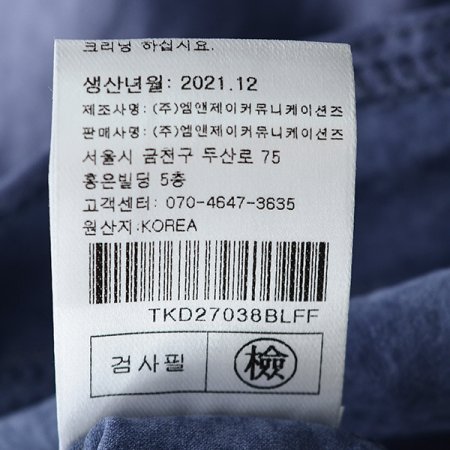 크리닝 하십시요.
생산년월: 2021.12
제조사명: (주)엠앤제이커뮤니케이션즈
판매사명: (주)엠앤제이커뮤니케이션즈
서울시 금천구 두산로 75
홍은빌딩 5층
고객센터: 070-4647-3635
원산지:KOREA
TKD27038BLFF
검사필 檢